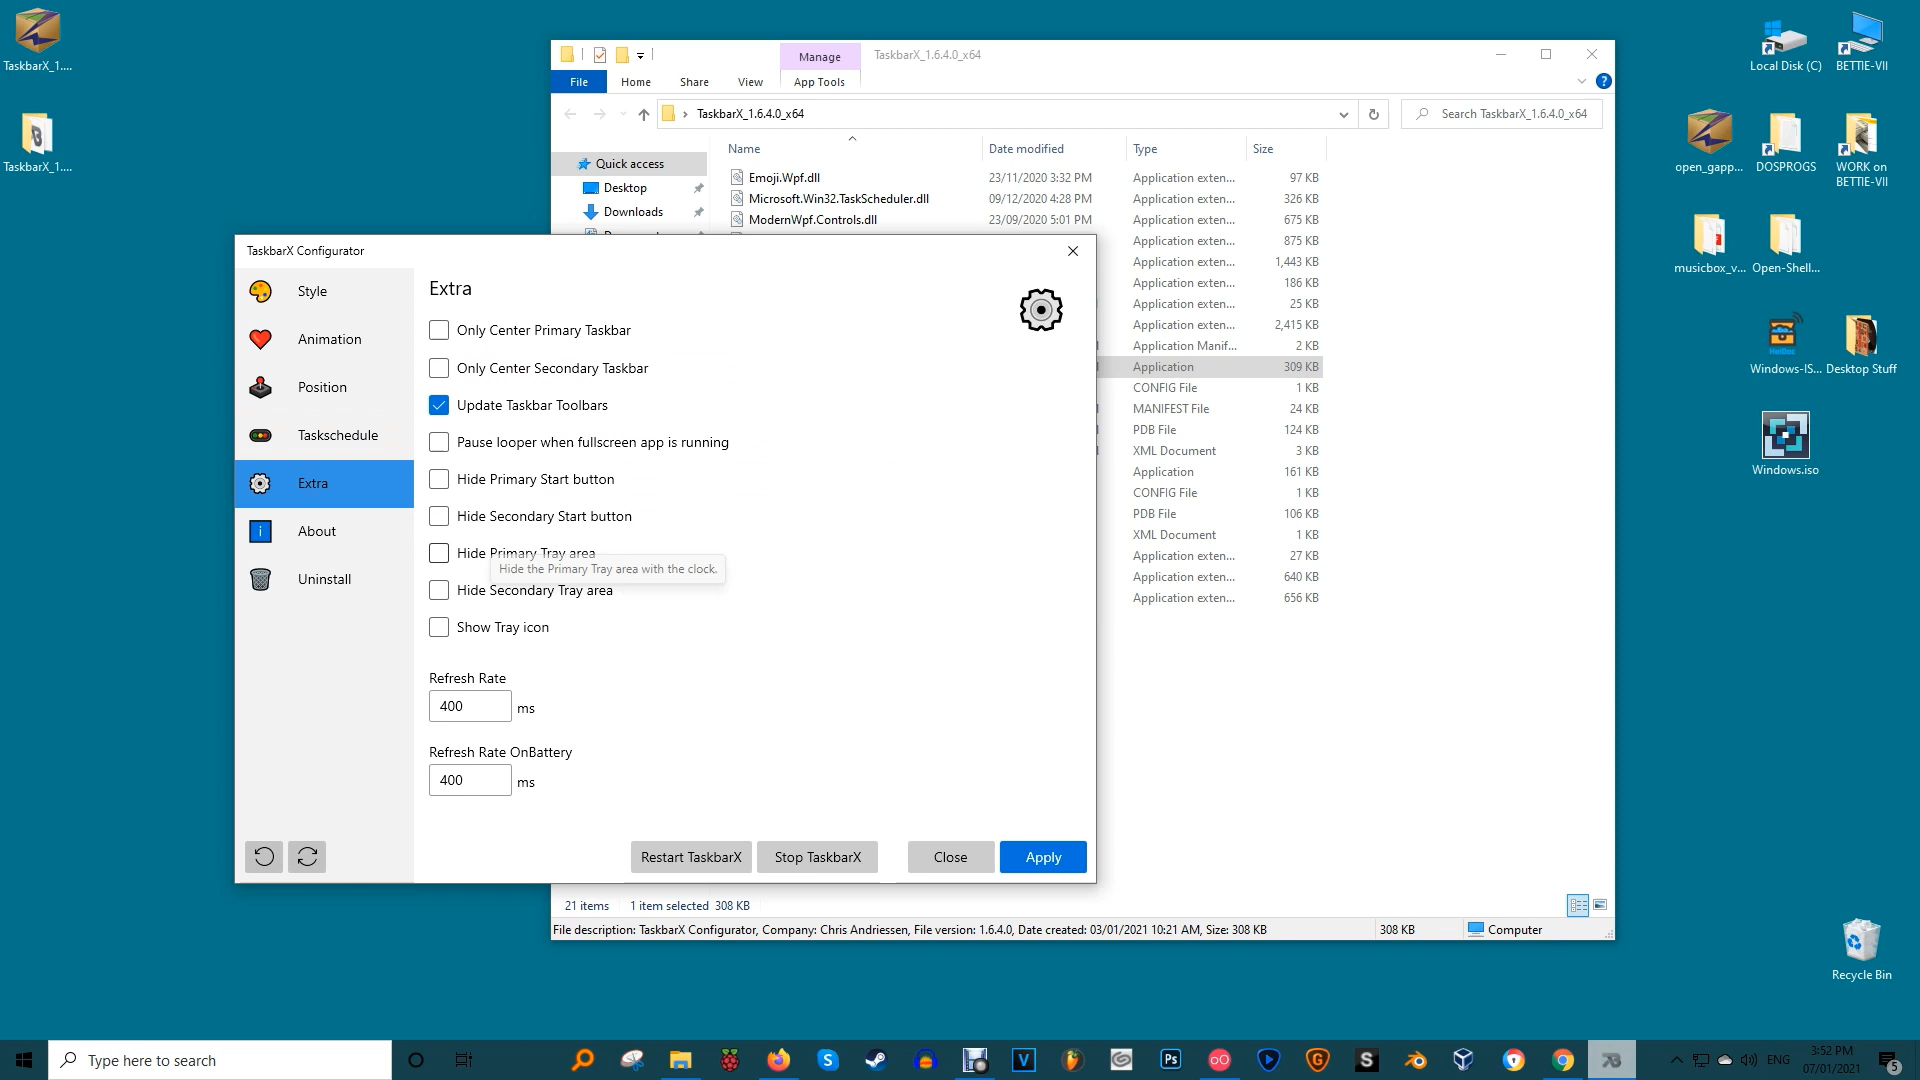 TaskbarX_1....
TaskbarX_1....
Manage
TaskbarX_1.6.4.0_x64
File
Home
Share
View
App Tools
TaskbarX_1.6.4.0_x64
Search TaskbarX_1.6.4.0_x64
Name
Date modified
Type
Size
Quick access
Desktop
Downloads
Emoji.Wpf.dll 23/11/2020 3:32 PM Application exten... 97 KB
Microsoft.Win32.TaskScheduler.dll 09/12/2020 4:28 PM Application exten... 326 KB
ModernWpf.Controls.dll 23/09/2020 5:01 PM Application exten... 675 KB
Application exten... 875 KB
Application exten... 1,443 KB
Application exten... 186 KB
Application exten... 25 KB
Application exten... 2,415 KB
Application Manif... 2 KB
Application 309 KB
CONFIG File 1 KB
MANIFEST File 24 KB
PDB File 124 KB
XML Document 3 KB
Application 161 KB
CONFIG File 1 KB
PDB File 106 KB
XML Document 1 KB
Application exten... 27 KB
Application exten... 640 KB
Application exten... 656 KB
TaskbarX Configurator
Style
Animation
Position
Taskschedule
Extra
About
Uninstall
Extra
Only Center Primary Taskbar
Only Center Secondary Taskbar
Update Taskbar Toolbars
Pause looper when fullscreen app is running
Hide Primary Start button
Hide Secondary Start button
Hide Primary Tray area
Hide the Primary Tray area with the clock.
Hide Secondary Tray area
Show Tray icon
Refresh Rate
400 ms
Refresh Rate OnBattery
400 ms
Restart TaskbarX
Stop TaskbarX
Close
Apply
21 items 1 item selected 308 KB
File description: TaskbarX Configurator, Company: Chris Andriessen, File version: 1.6.4.0, Date created: 03/01/2021 10:21 AM, Size: 308 KB
308 KB
Computer
Local Disk (C)
BETTIE-VII
open_gapp...
DOSPROGS
WORK on
BETTIE-VII
musicbox_v...
Open-Shell...
HeiDoc
Windows-IS...
Desktop Stuff
Windows.iso
Recycle Bin
Type here to search
V
Ps
G
S
ENG
3:52 PM
07/01/2021
5